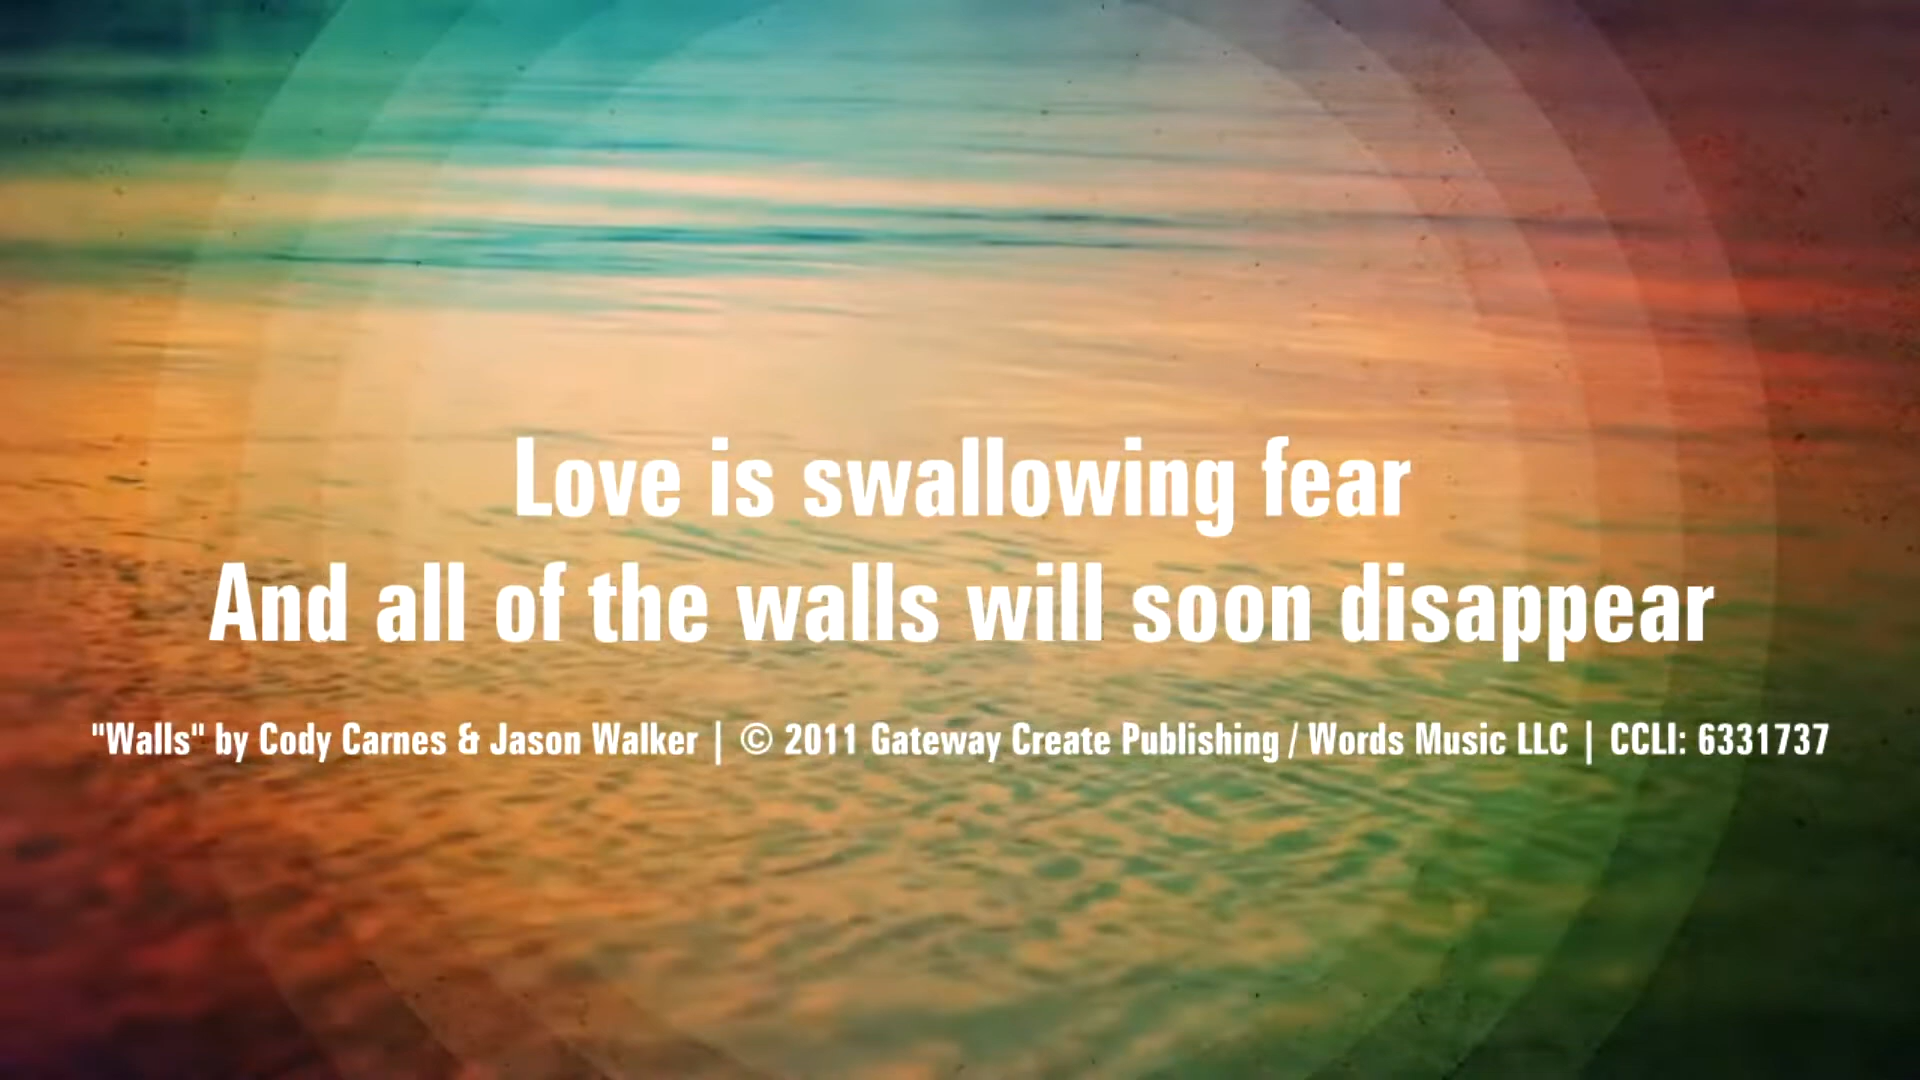 Love is swallowing fear
And all of the walls will soon disappear
"Walls" by Cody Carnes & Jason Walker | © 2011 Gateway Create Publishing / Words Music LLC | CCLI: 6331737